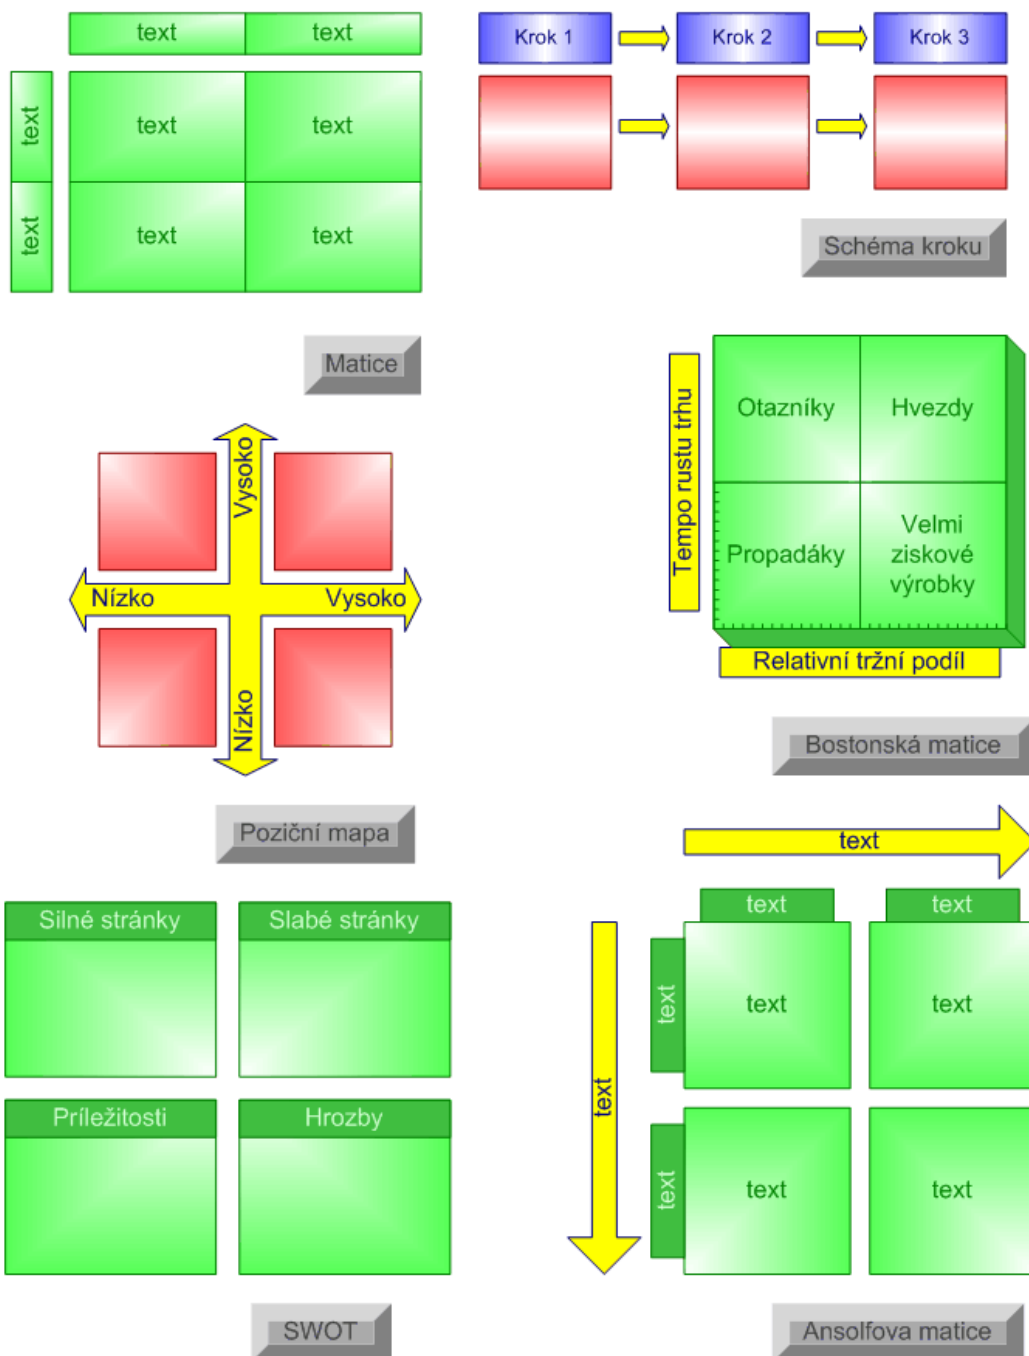 text text
text
text text
text
text text
Matice
Krok 1 Krok 2 Krok 3
Schéma kroku
Vysoko
Nízko Vysoko
Nízko
Poziční mapa
Tempo rustu trhu
Otazníky Hvezdy
Propadáky
Velmi
ziskové
výrobky
Relativní tržní podíl
Bostonská matice
Silné stránky Slabé stránky
Príležitosti Hrozby
SWOT
text
text text
text
text
text text
text
text text
Ansolfova matice